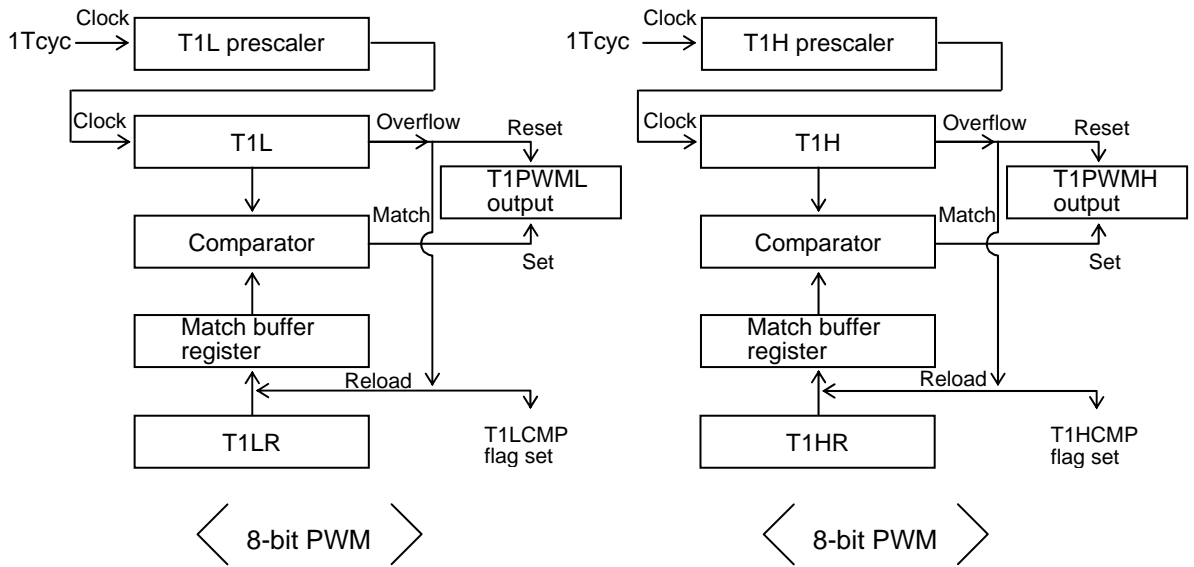 Clock
1Tcyc
T1L prescaler
Clock
T1L
Overflow
Reset
T1PWML
output
Match
Comparator
Set
Match buffer
register
Reload
T1LR
T1LCMP
flag set
8-bit PWM
Clock
1Tcyc
T1H prescaler
Clock
T1H
Overflow
Reset
T1PWMH
output
Match
Comparator
Set
Match buffer
register
Reload
T1HR
T1HCMP
flag set
8-bit PWM